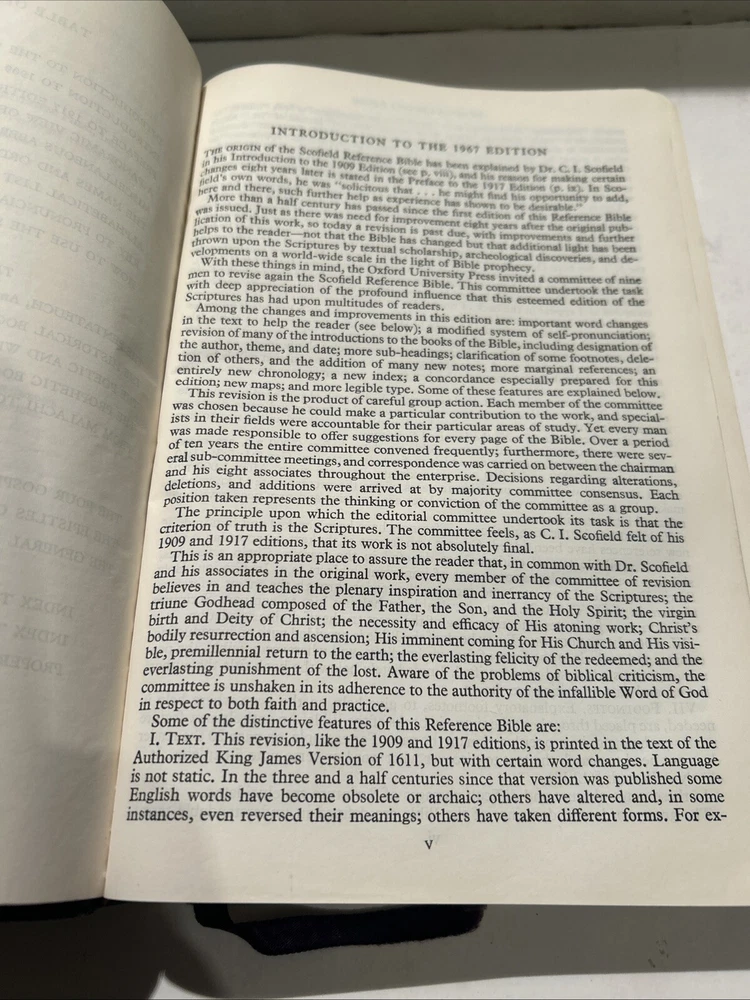 INTRODUCTION TO THE 1967 EDITION
THE ORIGIN of the Scofield Reference Bible has been explained by Dr. C. I. Scofield
in his Introduction to the 1909 Edition (see p. viii), and his reason for making certain
changes eight years later is stated in the Preface to the 1917 Edition (p. ix). In Sco-
field's own words, he was "solicitous that . . . he might find his opportunity to add,
here and there, such further help as experience has shown to be desirable."
More than a half century has passed since the first edition of this Reference Bible
was issued. Just as there was need for improvement eight years after the original pub-
lication of this work, so today a revision is past due, with improvements and further
helps to the reader—not that the Bible has changed but that additional light has been
thrown upon the Scriptures by textual scholarship, archeological discoveries, and de-
velopments on a world-wide scale in the light of Bible prophecy.
With these things in mind, the Oxford University Press invited a committee of nine
men to revise again the Scofield Reference Bible. This committee undertook the task
with deep appreciation of the profound influence that this esteemed edition of the
Scriptures has had upon multitudes of readers.
Among the changes and improvements in this edition are: important word changes
in the text to help the reader (see below); a modified system of self-pronunciation;
revision of many of the introductions to the books of the Bible, including designation of
the author, theme, and date; more sub-headings; clarification of some footnotes, dele-
tion of others, and the addition of many new notes; more marginal references; an
entirely new chronology; a new index; a concordance especially prepared for this
edition; new maps; and more legible type. Some of these features are explained below.
This revision is the product of careful group action. Each member of the committee
was chosen because he could make a particular contribution to the work, and special-
ists in their fields were accountable for their particular areas of study. Yet every man
was made responsible to offer suggestions for every page of the Bible. Over a period
of ten years the entire committee convened frequently; furthermore, there were sev-
eral sub-committee meetings, and correspondence was carried on between the chairman
and his eight associates throughout the enterprise. Decisions regarding alterations,
deletions, and additions were arrived at by majority committee consensus. Each
position taken represents the thinking or conviction of the committee as a group.
The principle upon which the editorial committee undertook its task is that the
criterion of truth is the Scriptures. The committee feels, as C. I. Scofield felt of his
1909 and 1917 editions, that its work is not absolutely final.
This is an appropriate place to assure the reader that, in common with Dr. Scofield
and his associates in the original work, every member of the committee of revision
believes in and teaches the plenary inspiration and inerrancy of the Scriptures; the
triune Godhead composed of the Father, the Son, and the Holy Spirit; the virgin
birth and Deity of Christ; the necessity and efficacy of His atoning work; Christ's
bodily resurrection and ascension; His imminent coming for His Church and His visi-
ble, premillennial return to the earth; the everlasting felicity of the redeemed; and the
everlasting punishment of the lost. Aware of the problems of biblical criticism, the
committee is unshaken in its adherence to the authority of the infallible Word of God
in respect to both faith and practice.
Some of the distinctive features of this Reference Bible are:
I. TEXT. This revision, like the 1909 and 1917 editions, is printed in the text of the
Authorized King James Version of 1611, but with certain word changes. Language
is not static. In the three and a half centuries since that version was published some
English words have become obsolete or archaic; others have altered and, in some
instances, even reversed their meanings; others have taken different forms. For ex-
v